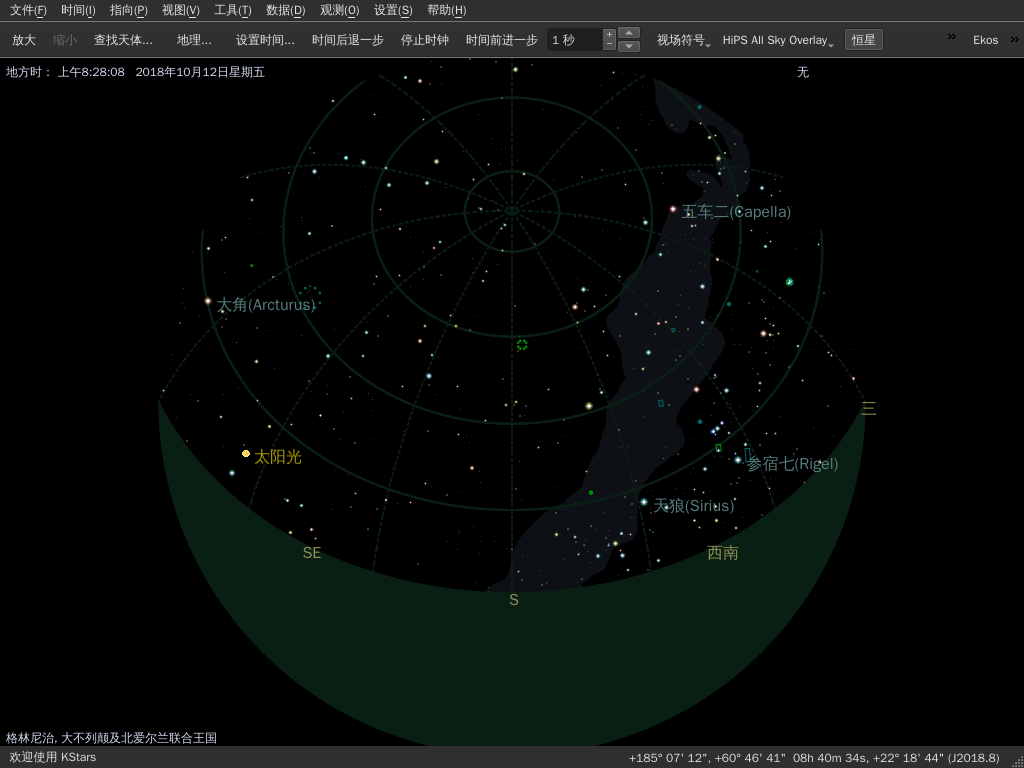 文件(F) 时间(I) 指向(P) 视图(V) 工具(T) 数据(D) 观测(O) 设置(S) 帮助(H)
放大 缩小 查找天体... 地理... 设置时间... 时间后退一步 停止时钟 时间前进一步 1 秒 视场符号 HiPS All Sky Overlay 恒星 » Ekos »
地方时： 上午8:28:08 2018年10月12日星期五 无
五车二(Capella)
大角(Arcturus)
三
太阳光
参宿七(Rigel)
天狼(Sirius)
SE
西南
S
格林尼治, 大不列颠及北爱尔兰联合王国
欢迎使用 KStars +185° 07' 12", +60° 46' 41" 08h 40m 34s, +22° 18' 44" (J2018.8)